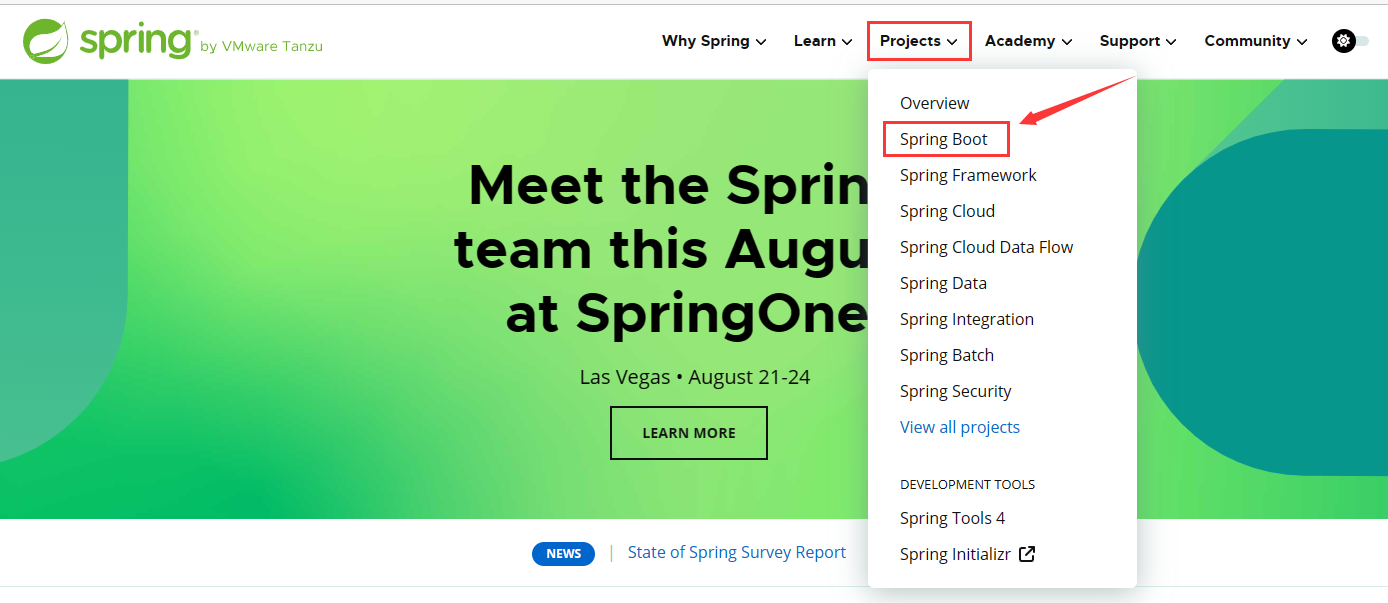 spring by VMware Tanzu
Why Spring
Learn
Projects
Academy
Support
Community
Overview
Spring Boot
Spring Framework
Spring Cloud
Spring Cloud Data Flow
Spring Data
Spring Integration
Spring Batch
Spring Security
View all projects
DEVELOPMENT TOOLS
Spring Tools 4
Spring Initializr
Meet the Sprin
team this Augu
at SpringOne
Las Vegas • August 21-24
LEARN MORE
NEWS | State of Spring Survey Report